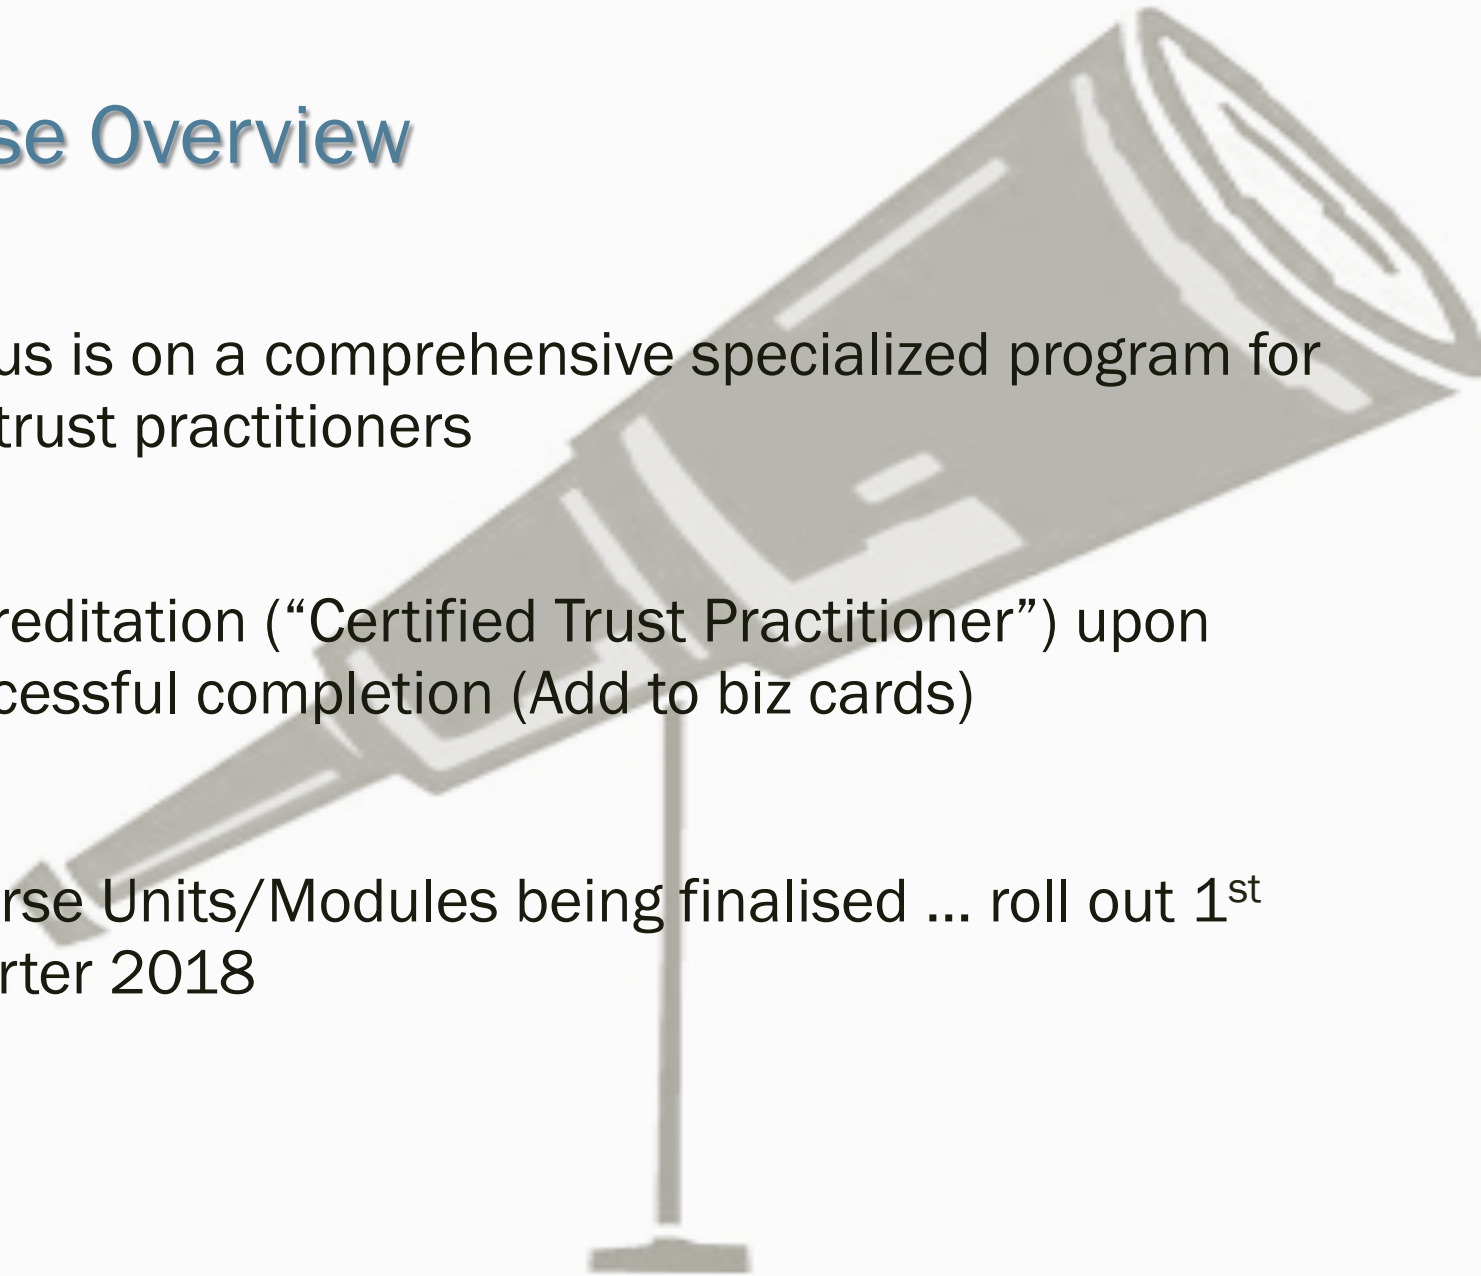 se Overview
us is on a comprehensive specialized program for
trust practitioners
reditation (“Certified Trust Practitioner”) upon
cessful completion (Add to biz cards)
rse Units/Modules being finalised ... roll out 1st
rter 2018